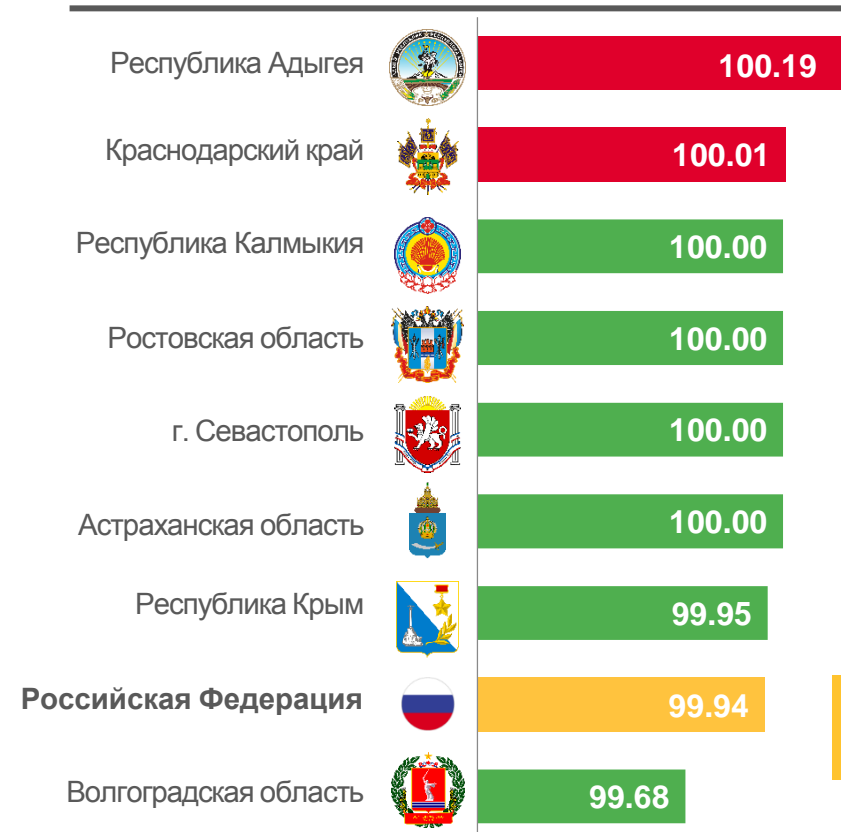 Республика Адыгея 100.19
Краснодарский край 100.01
Республика Калмыкия 100.00
Ростовская область 100.00
г. Севастополь 100.00
Астраханская область 100.00
Республика Крым 99.95
Российская Федерация 99.94
Волгоградская область 99.68